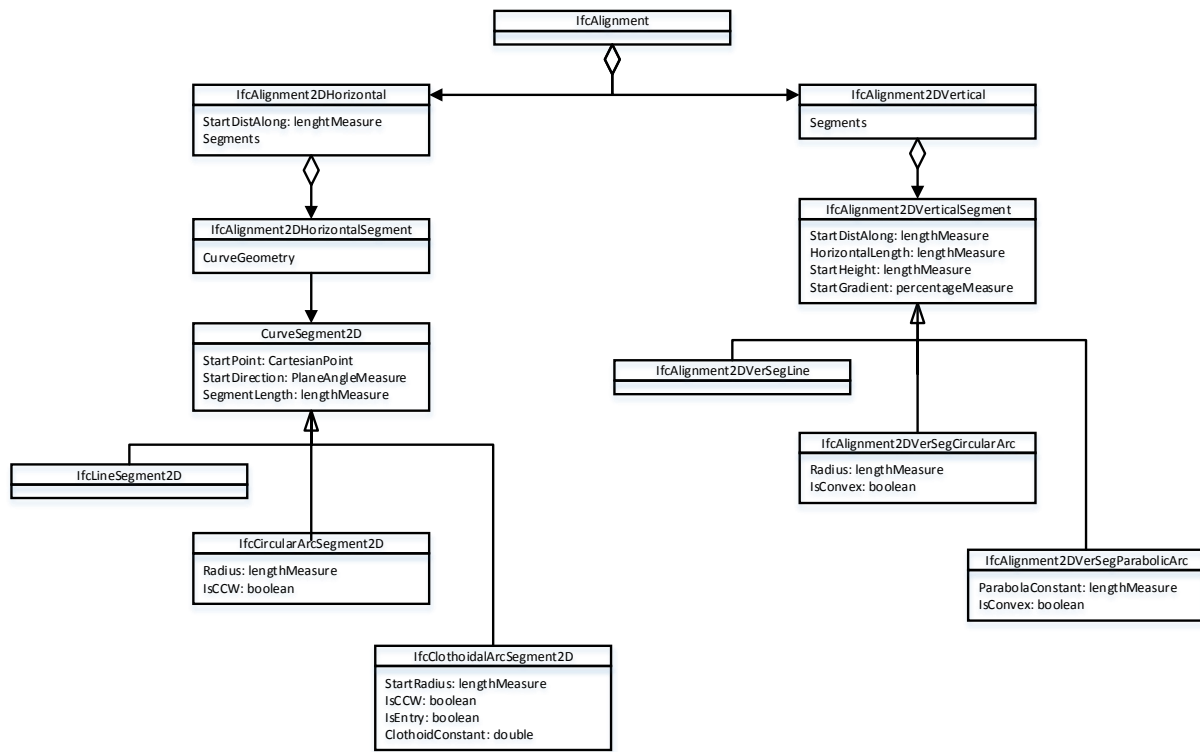 IfcAlignment
IfcAlignment2DHorizontal
StartDistAlong: lenghtMeasure
Segments
IfcAlignment2DVertical
Segments
IfcAlignment2DHorizontalSegment
CurveGeometry
IfcAlignment2DVerticalSegment
StartDistAlong: lengthMeasure
HorizontalLength: lengthMeasure
StartHeight: lengthMeasure
StartGradient: percentageMeasure
CurveSegment2D
StartPoint: CartesianPoint
StartDirection: PlaneAngleMeasure
SegmentLength: lengthMeasure
IfcAlignment2DVerSegLine
IfcAlignment2DVerSegCircularArc
Radius: lengthMeasure
IsConvex: boolean
IfcLineSegment2D
IfcCircularArcSegment2D
Radius: lengthMeasure
IsCCW: boolean
IfcAlignment2DVerSegParabolicArc
ParabolaConstant: lengthMeasure
IsConvex: boolean
IfcClothoidalArcSegment2D
StartRadius: lengthMeasure
IsCCW: boolean
IsEntry: boolean
ClothoidConstant: double